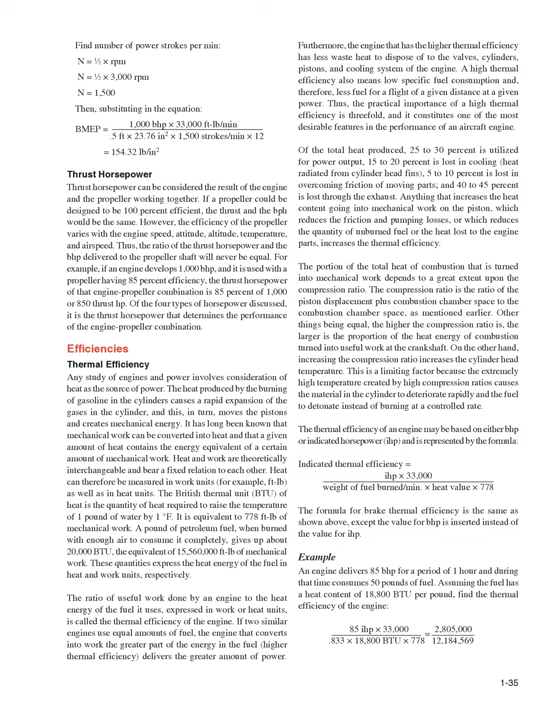 Find number of power strokes per min:
N = ½ × rpm
N = ½ × 3,000 rpm
N = 1,500
Then, substituting in the equation:
BMEP = 1,000 bhp × 33,000 ft-lb/min
.5 ft × 23.76 in² × 1,500 strokes/min × 12
= 154.32 lb/in²
Thrust Horsepower
Thrust horsepower can be considered the result of the engine
and the propeller working together. If a propeller could be
designed to be 100 percent efficient, the thrust and the bph
would be the same. However, the efficiency of the propeller
varies with the engine speed, attitude, altitude, temperature,
and airspeed. Thus, the ratio of the thrust horsepower and the
bhp delivered to the propeller shaft will never be equal. For
example, if an engine develops 1,000 bhp, and it is used with a
propeller having 85 percent efficiency, the thrust horsepower
of that engine-propeller combination is 85 percent of 1,000
or 850 thrust hp. Of the four types of horsepower discussed,
it is the thrust horsepower that determines the performance
of the engine-propeller combination.
Efficiencies
Thermal Efficiency
Any study of engines and power involves consideration of
heat as the source of power. The heat produced by the burning
of gasoline in the cylinders causes a rapid expansion of the
gases in the cylinder, and this, in turn, moves the pistons
and creates mechanical energy. It has long been known that
mechanical work can be converted into heat and that a given
amount of heat contains the energy equivalent of a certain
amount of mechanical work. Heat and work are theoretically
interchangeable and bear a fixed relation to each other. Heat
can therefore be measured in work units (for example, ft-lb)
as well as in heat units. The British thermal unit (BTU) of
heat is the quantity of heat required to raise the temperature
of 1 pound of water by 1 °F. It is equivalent to 778 ft-lb of
mechanical work. A pound of petroleum fuel, when burned
with enough air to consume it completely, gives up about
20,000 BTU, the equivalent of 15,560,000 ft-lb of mechanical
work. These quantities express the heat energy of the fuel in
heat and work units, respectively.
The ratio of useful work done by an engine to the heat
energy of the fuel it uses, expressed in work or heat units,
is called the thermal efficiency of the engine. If two similar
engines use equal amounts of fuel, the engine that converts
into work the greater part of the energy in the fuel (higher
thermal efficiency) delivers the greater amount of power.
Furthermore, the engine that has the higher thermal efficiency
has less waste heat to dispose of to the valves, cylinders,
pistons, and cooling system of the engine. A high thermal
efficiency also means low specific fuel consumption and,
therefore, less fuel for a flight of a given distance at a given
power. Thus, the practical importance of a high thermal
efficiency is threefold, and it constitutes one of the most
desirable features in the performance of an aircraft engine.
Of the total heat produced, 25 to 30 percent is utilized
for power output, 15 to 20 percent is lost in cooling (heat
radiated from cylinder head fins), 5 to 10 percent is lost in
overcoming friction of moving parts; and 40 to 45 percent
is lost through the exhaust. Anything that increases the heat
content going into mechanical work on the piston, which
reduces the friction and pumping losses, or which reduces
the quantity of unburned fuel or the heat lost to the engine
parts, increases the thermal efficiency.
The portion of the total heat of combustion that is turned
into mechanical work depends to a great extent upon the
compression ratio. The compression ratio is the ratio of the
piston displacement plus combustion chamber space to the
combustion chamber space, as mentioned earlier. Other
things being equal, the higher the compression ratio is, the
larger is the proportion of the heat energy of combustion
turned into useful work at the crankshaft. On the other hand,
increasing the compression ratio increases the cylinder head
temperature. This is a limiting factor because the extremely
high temperature created by high compression ratios causes
the material in the cylinder to deteriorate rapidly and the fuel
to detonate instead of burning at a controlled rate.
The thermal efficiency of an engine may be based on either bhp
or indicated horsepower (ihp) and is represented by the formula:
Indicated thermal efficiency =
ihp × 33,000
weight of fuel burned/min. × heat value × 778
The formula for brake thermal efficiency is the same as
shown above, except the value for bhp is inserted instead of
the value for ihp.
Example
An engine delivers 85 bhp for a period of 1 hour and during
that time consumes 50 pounds of fuel. Assuming the fuel has
a heat content of 18,800 BTU per pound, find the thermal
efficiency of the engine:
85 ihp × 33,000 = 2,805,000
.833 × 18,800 BTU × 778 12,184,569
1-35